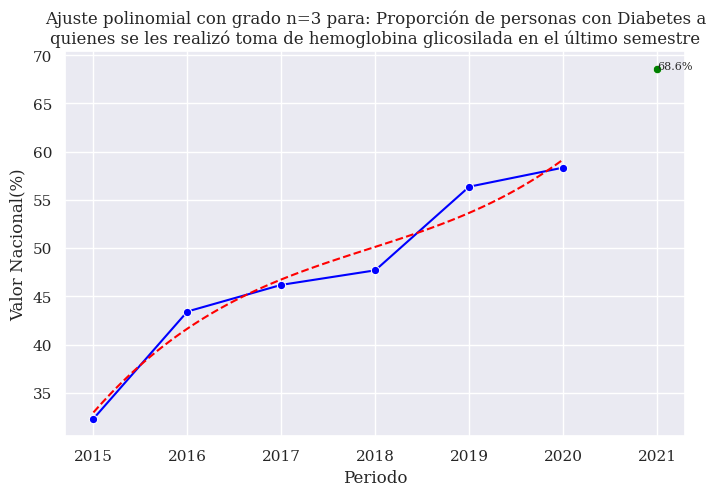 Ajuste polinomial con grado n=3 para: Proporción de personas con Diabetes a
quienes se les realizó toma de hemoglobina glicosilada en el último semestre
70
65
60
55
50
45
40
35
Valor Nacional(%)
68.6%
2015 2016 2017 2018 2019 2020 2021
Periodo